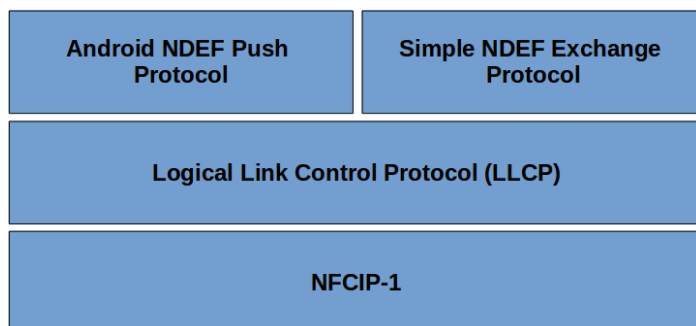 Android NDEF Push
Protocol
Simple NDEF Exchange
Protocol
Logical Link Control Protocol (LLCP)
NFCIP-1